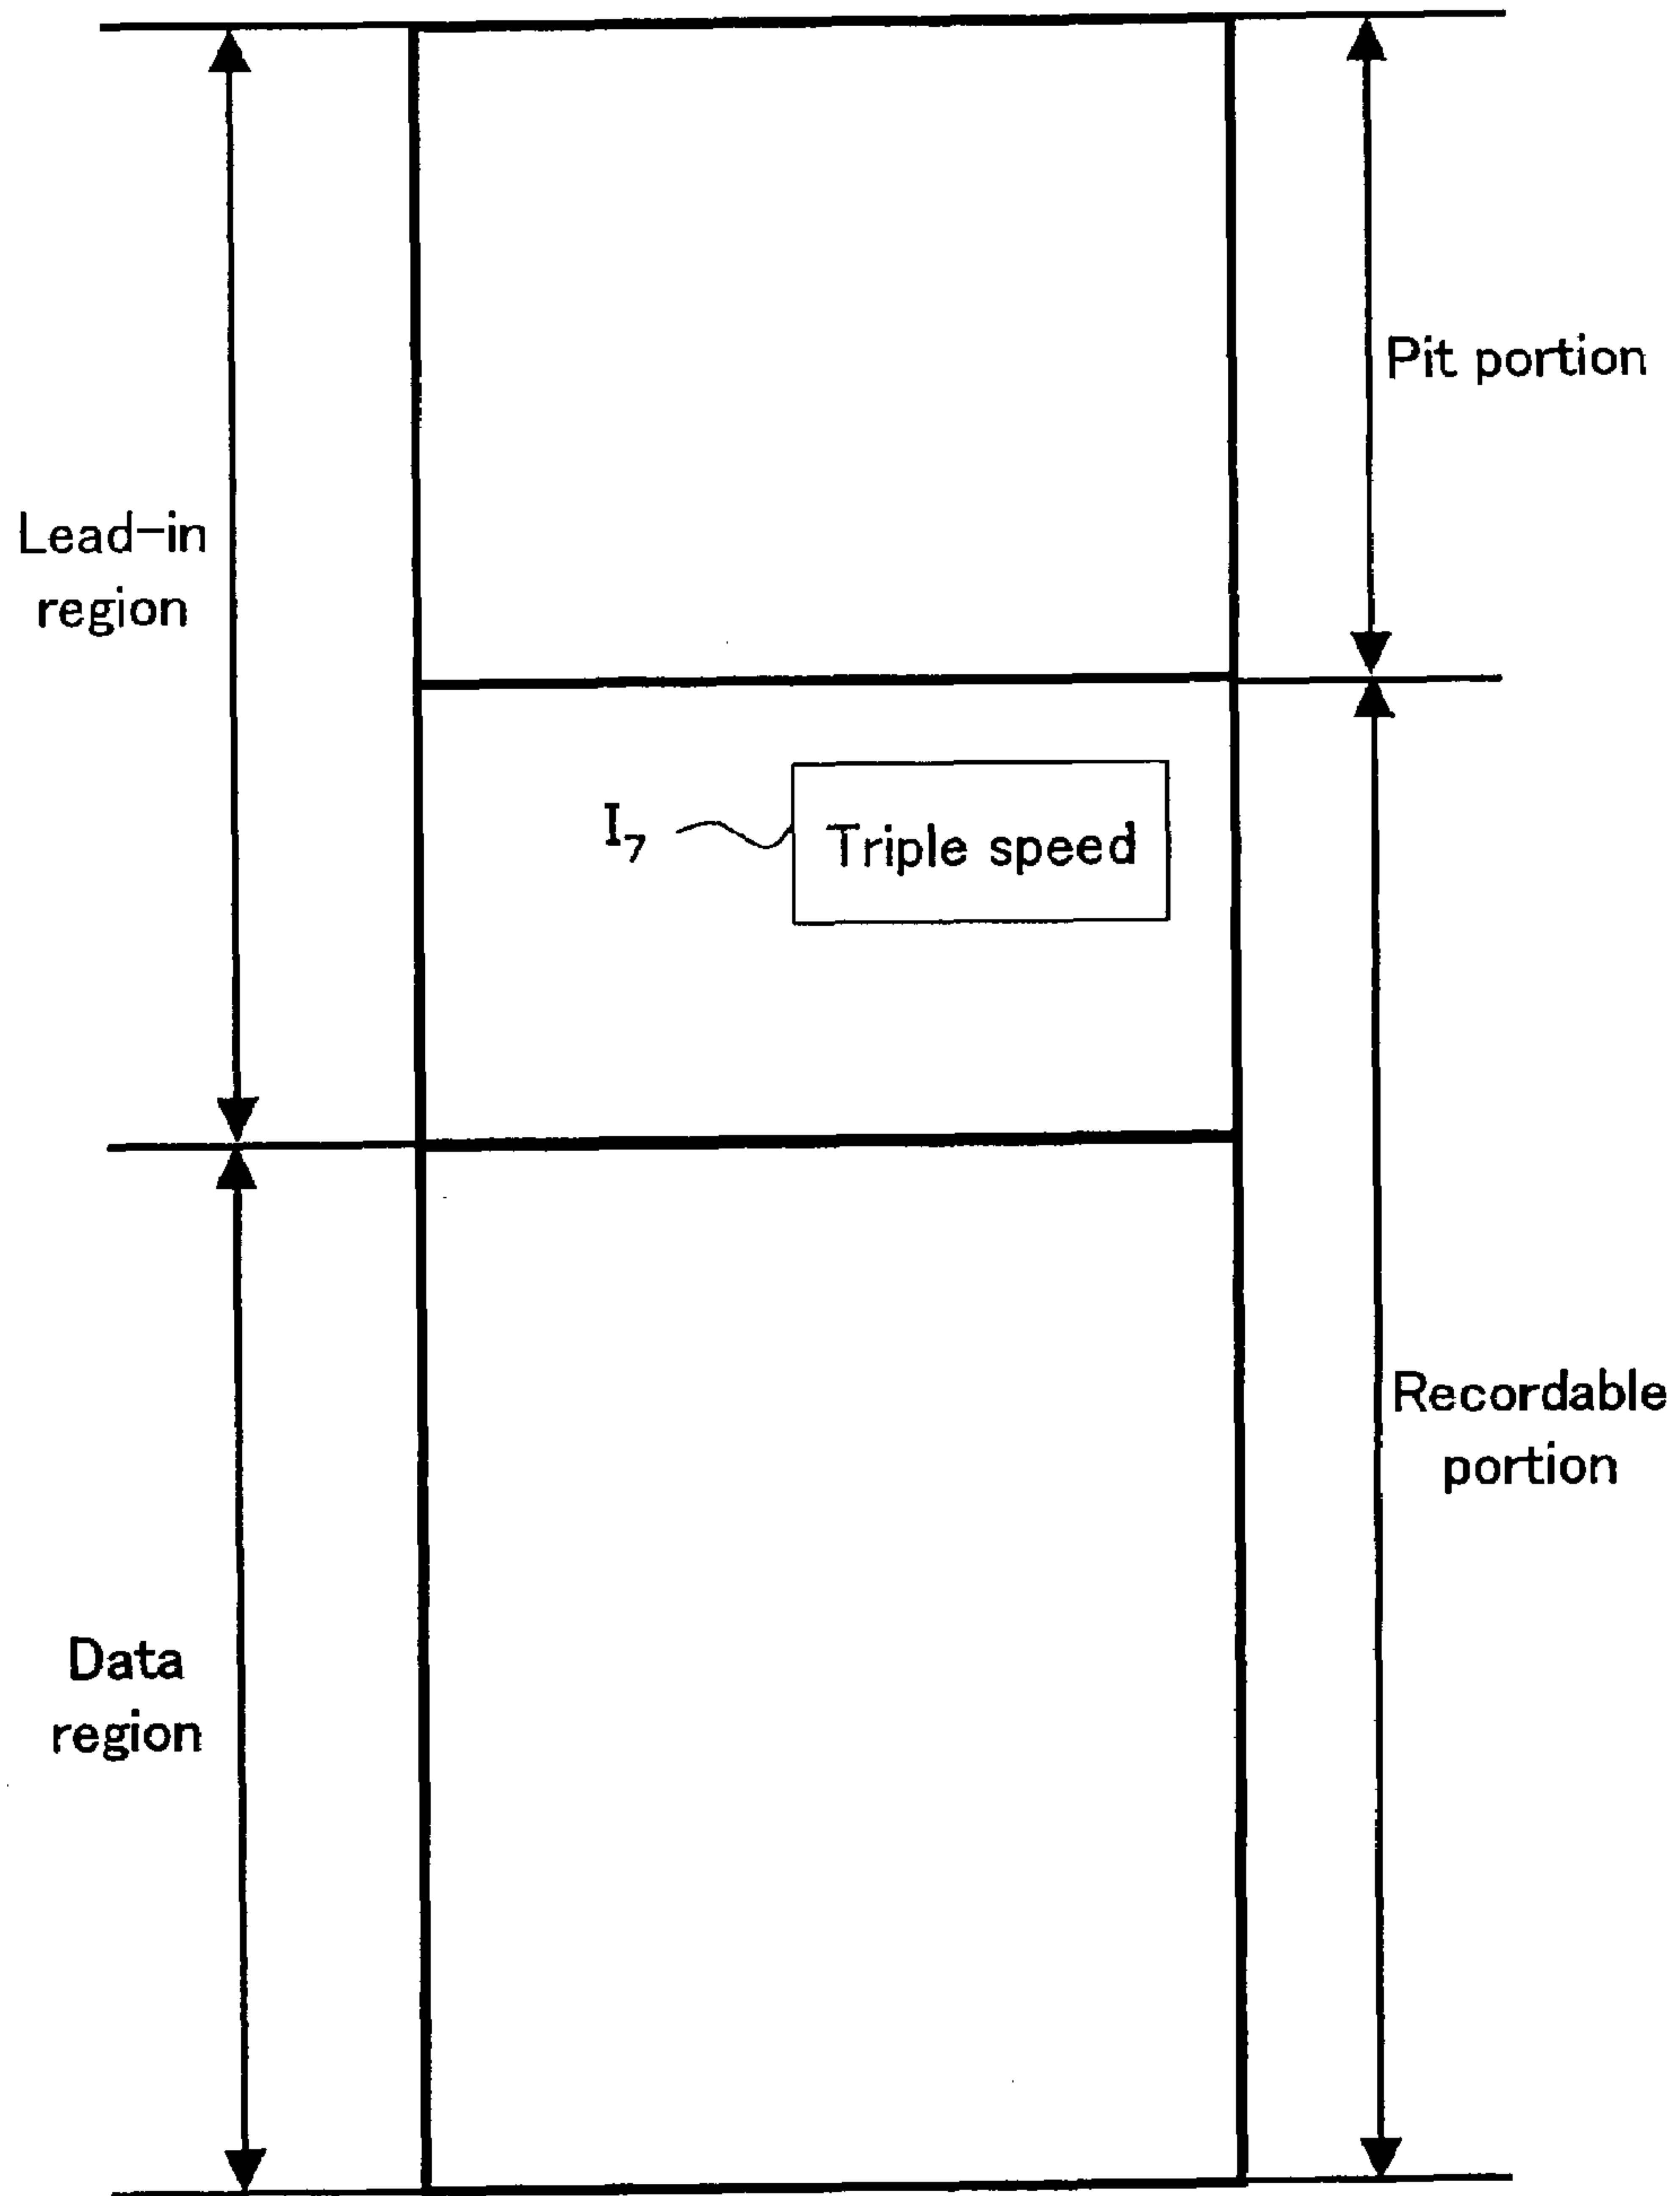 Pit portion
Lead-in
region
I₇
Triple speed
Recordable
portion
Data
region